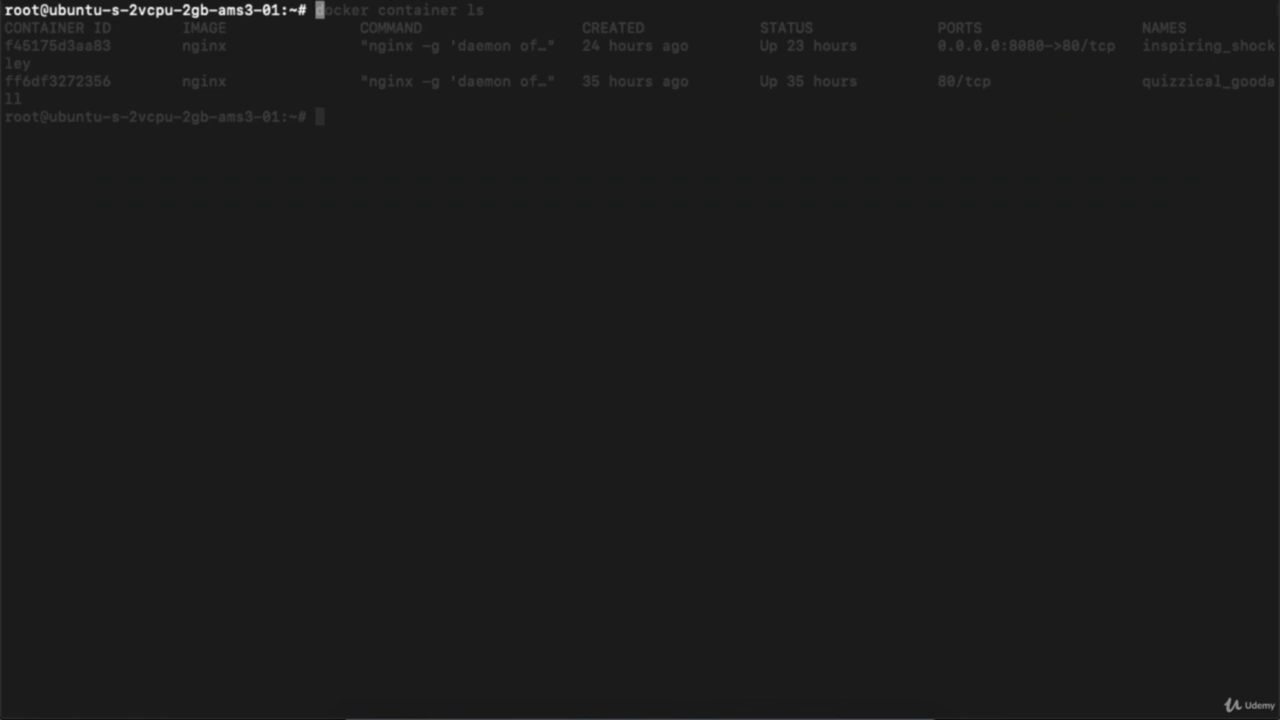 root@ubuntu-s-2vcpu-2gb-ams3-01:~# docker container ls
CONTAINER ID IMAGE COMMAND CREATED STATUS PORTS NAMES
f45175d3aa83 nginx "nginx -g 'daemon of…" 24 hours ago Up 23 hours 0.0.0.0:8080->80/tcp inspiring_shock
ley
ff6df3272356 nginx "nginx -g 'daemon of…" 35 hours ago Up 35 hours 80/tcp quizzical_gooda
ll
root@ubuntu-s-2vcpu-2gb-ams3-01:~#
Udemy